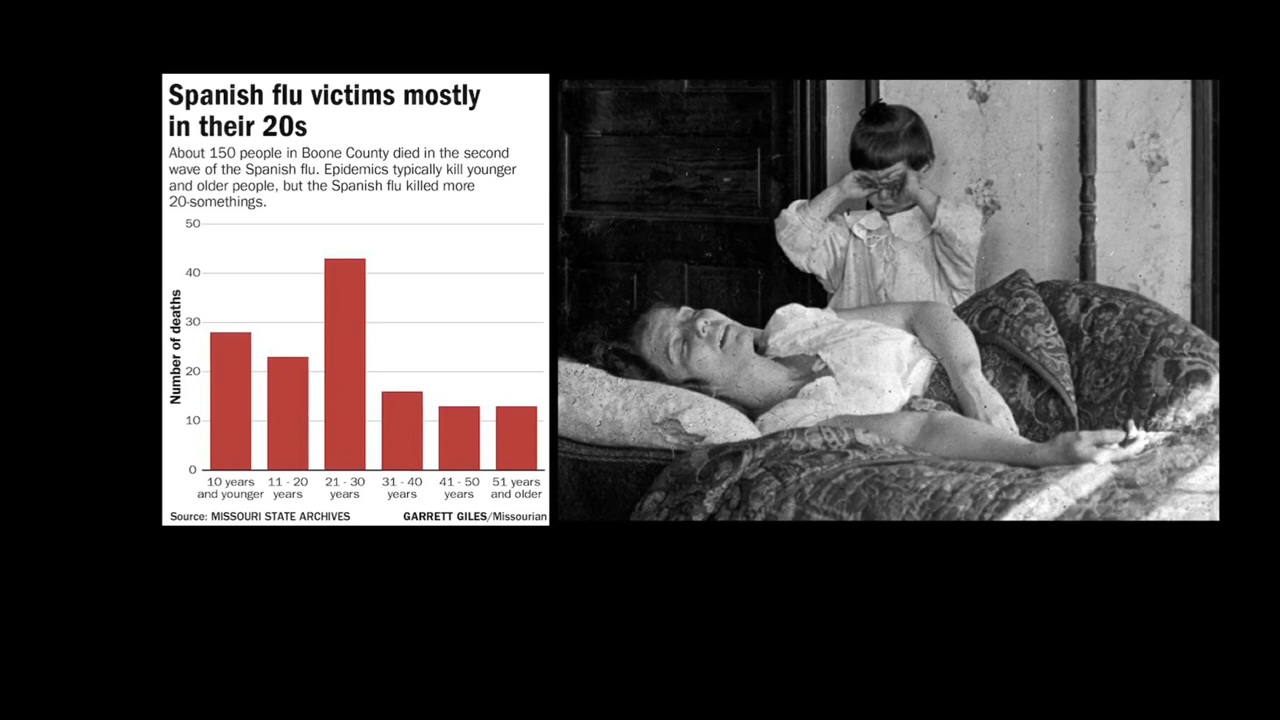 Spanish flu victims mostly
in their 20s
About 150 people in Boone County died in the second
wave of the Spanish flu. Epidemics typically kill younger
and older people, but the Spanish flu killed more
20-somethings.
50
40
30
20
10
0
Number of deaths
10 years
and younger
11 - 20
years
21 - 30
years
31 - 40
years
41 - 50
years
51 years
and older
Source: MISSOURI STATE ARCHIVES
GARRETT GILES/Missourian